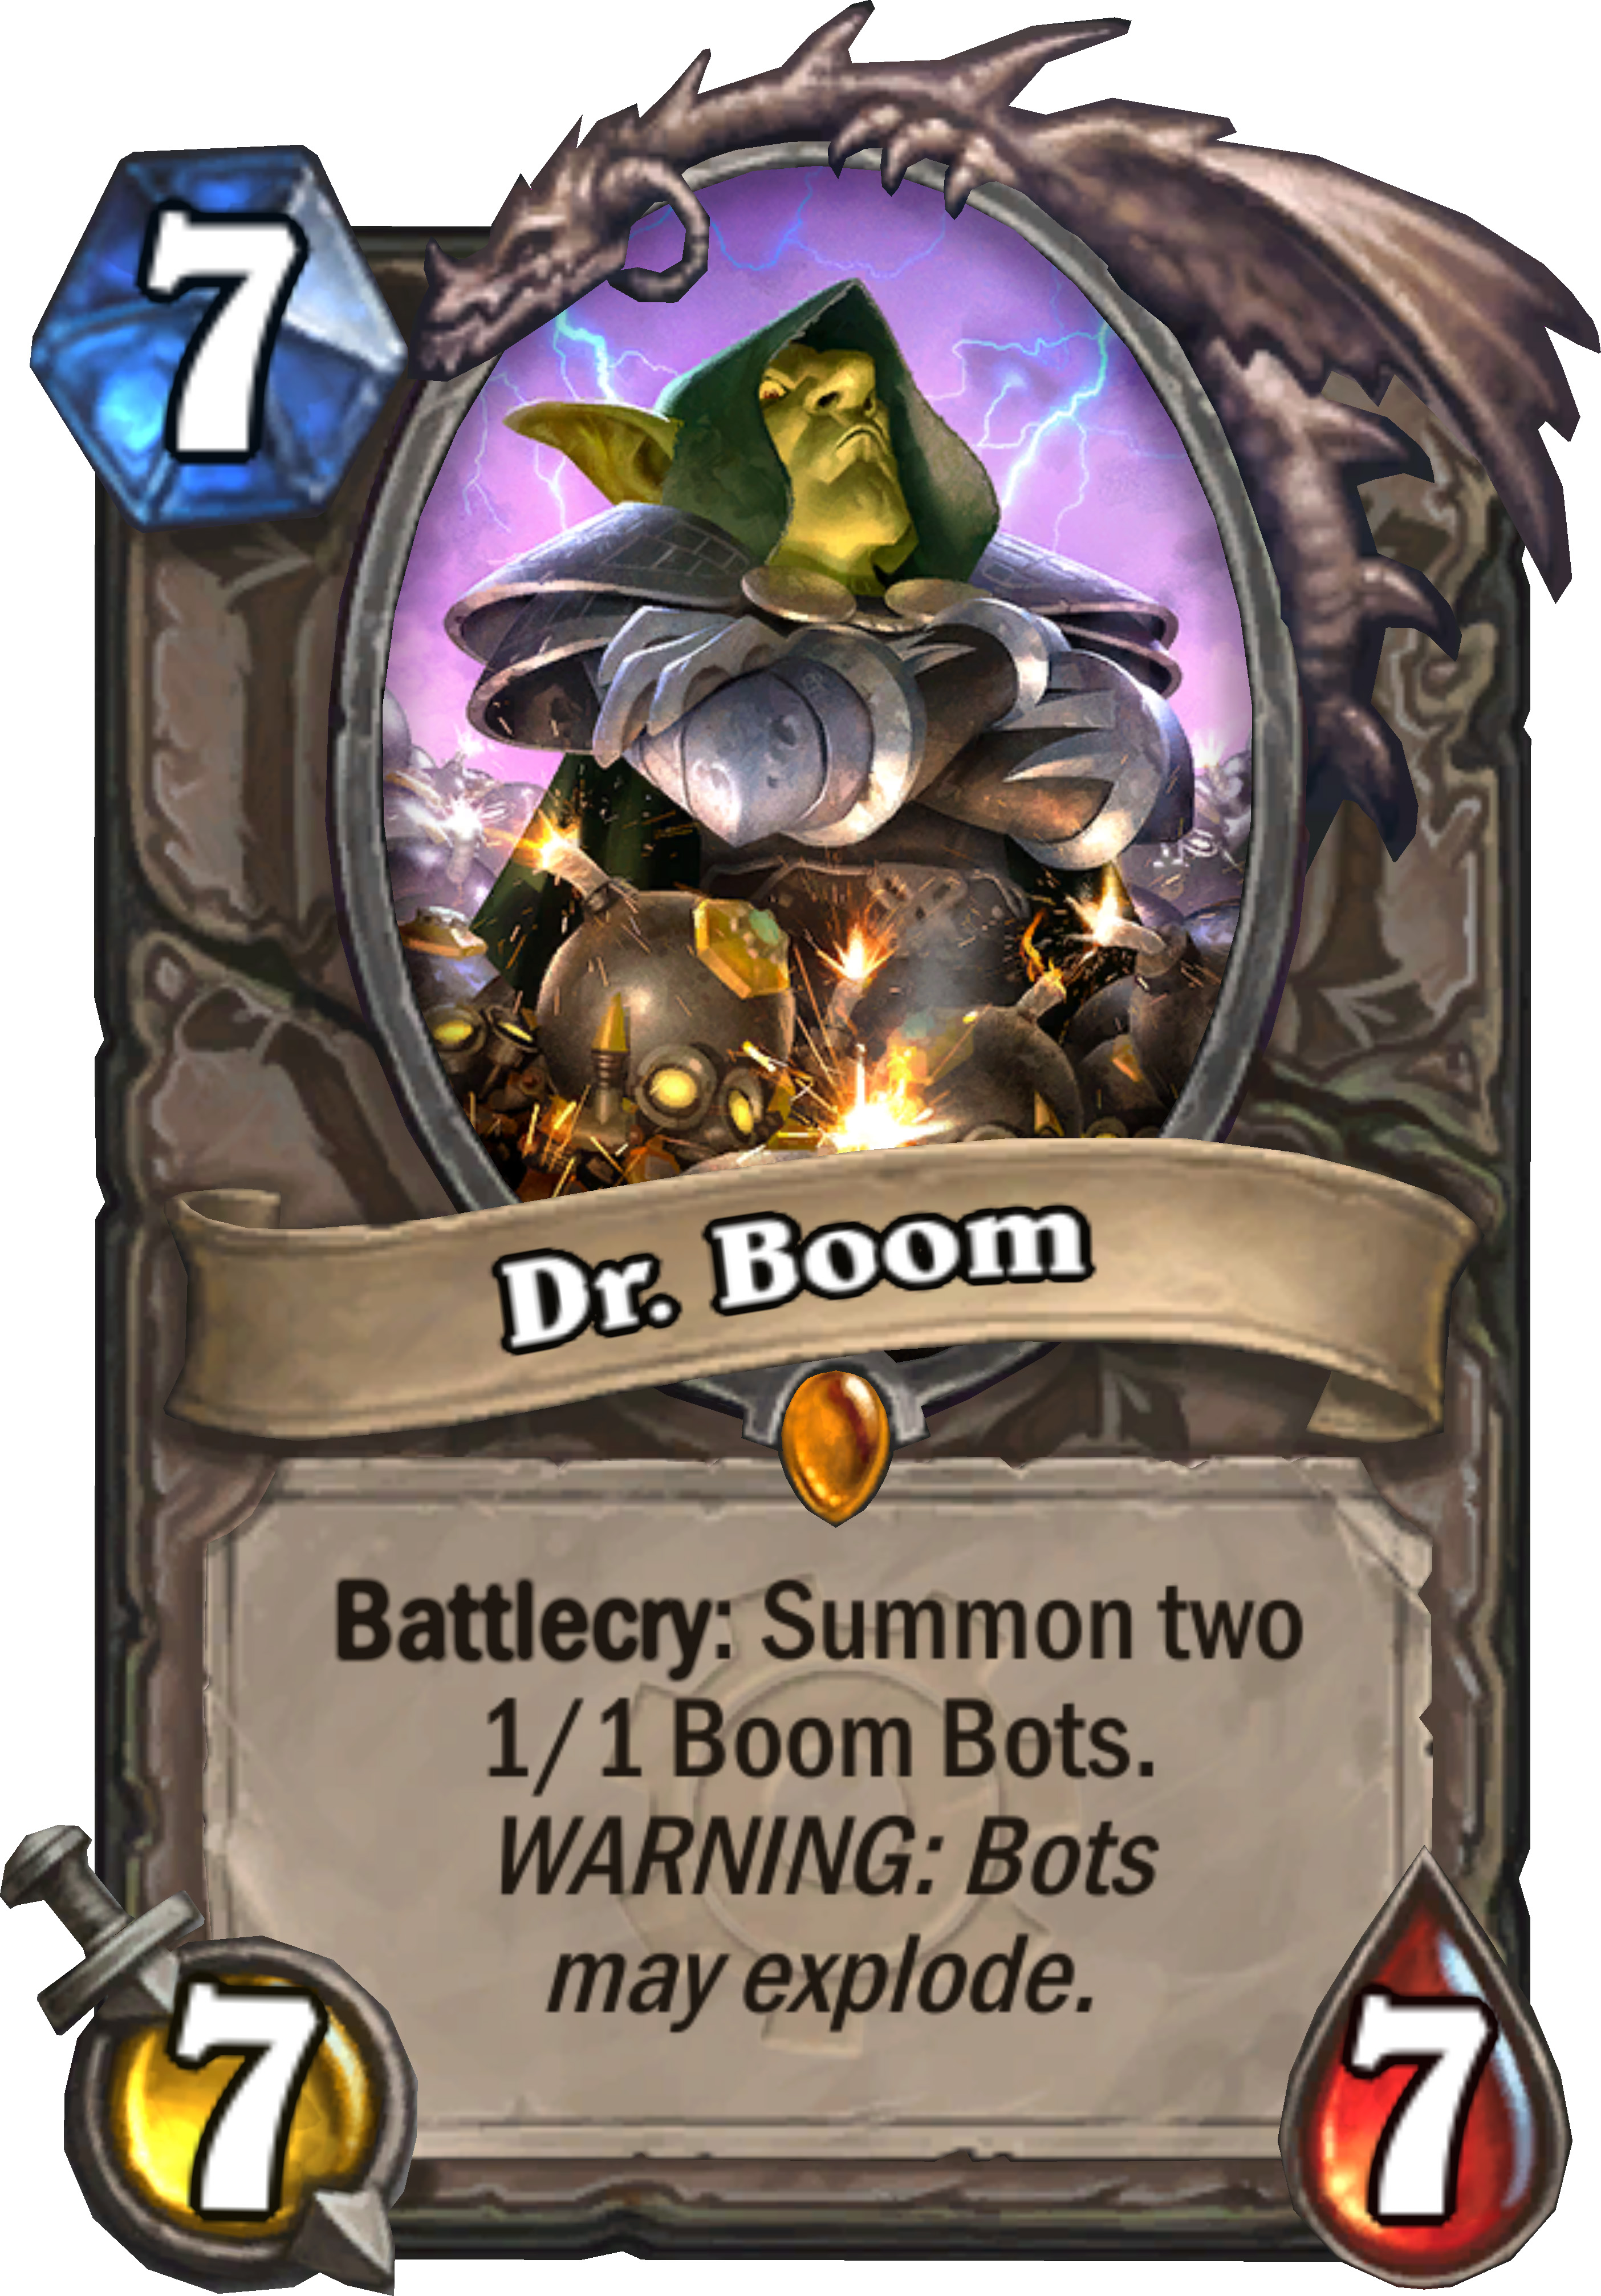 7
Dr. Boom
Battlecry: Summon two
1/1 Boom Bots.
WARNING: Bots
may explode.
7
7